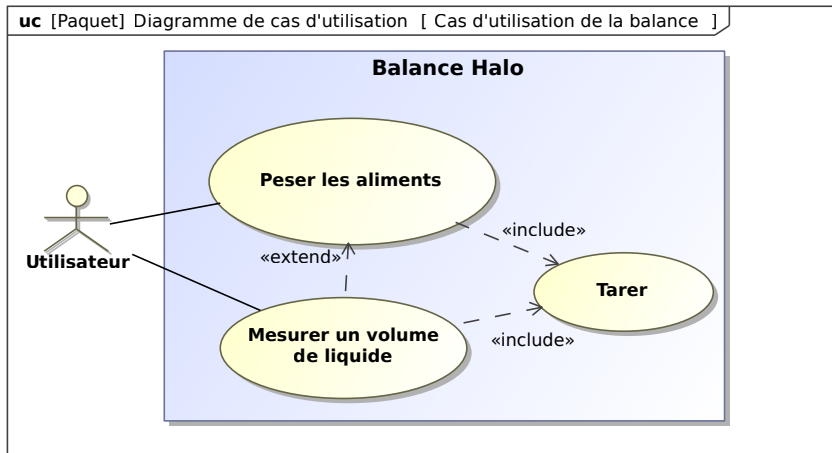 uc [Paquet] Diagramme de cas d'utilisation [ Cas d'utilisation de la balance ]
Balance Halo
Peser les aliments
«include»
«extend»
Utilisateur
Tarer
Mesurer un volume
de liquide
«include»